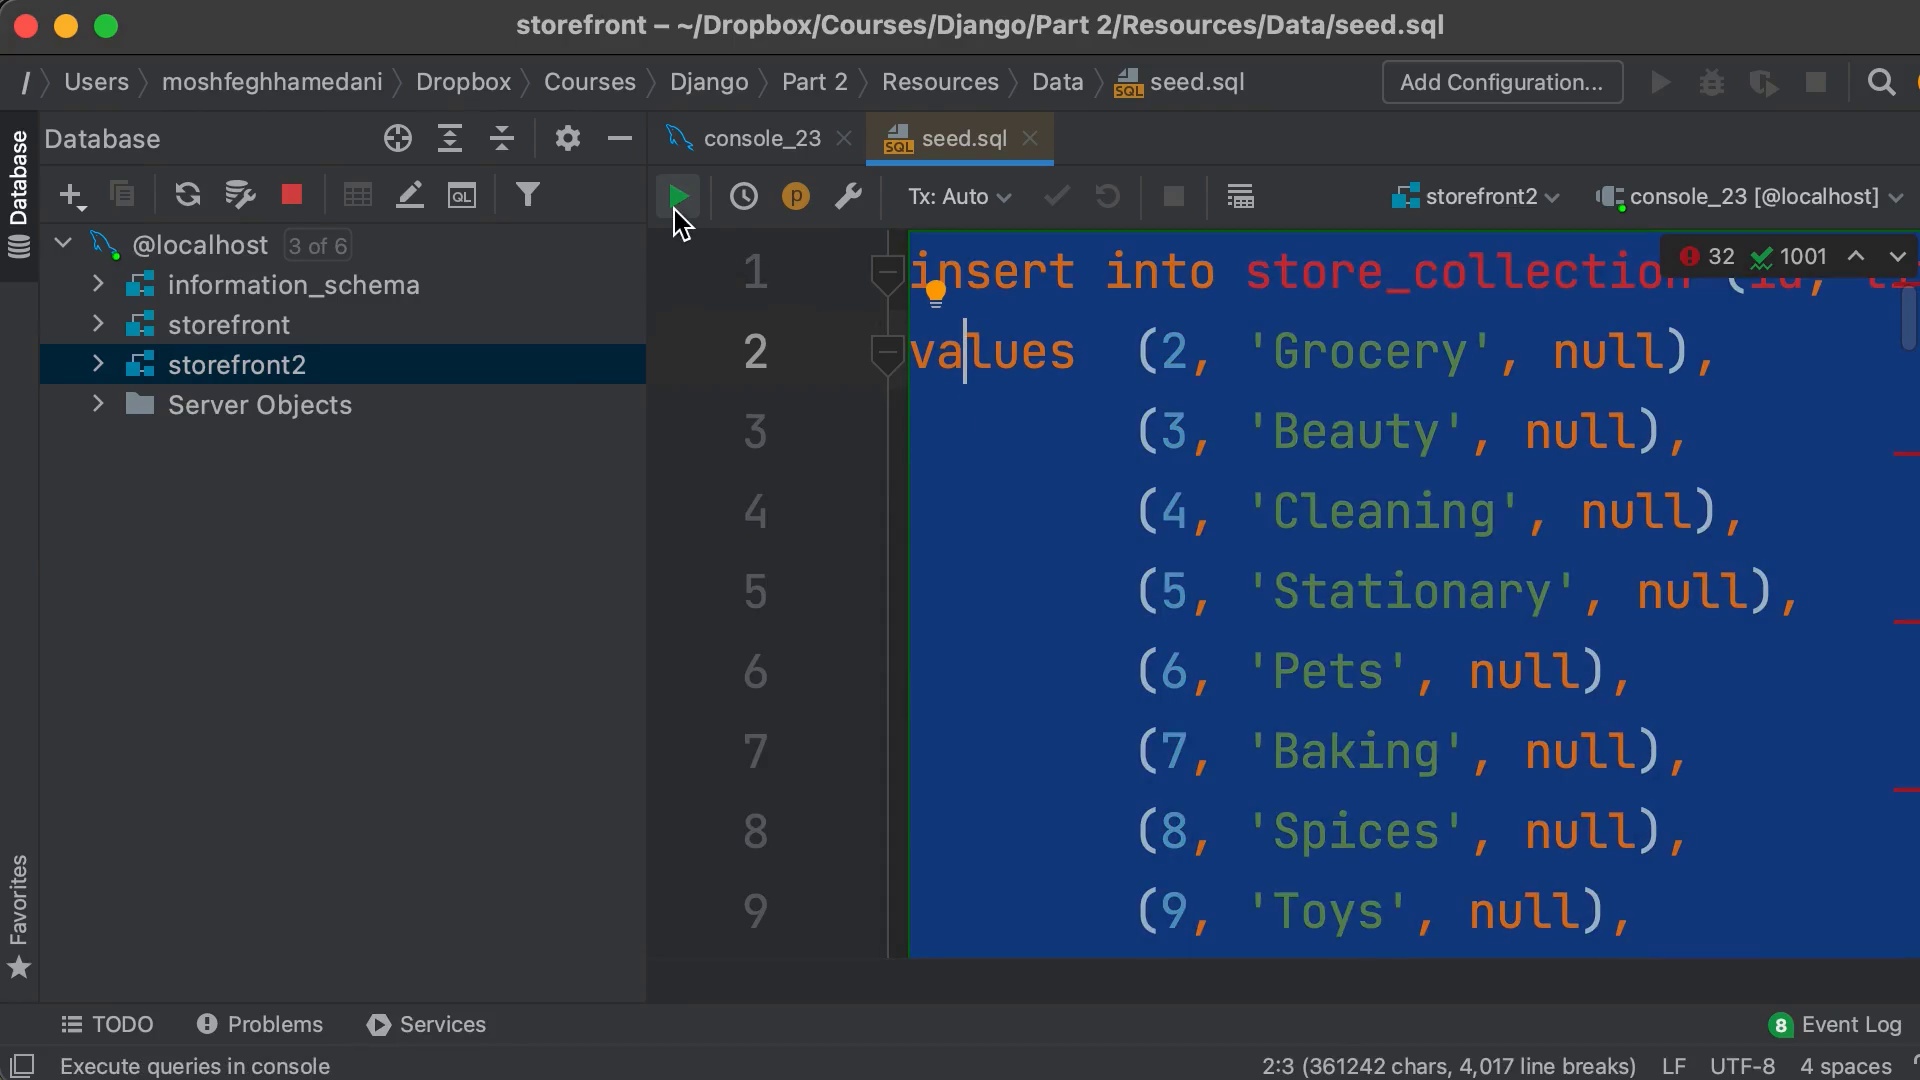 storefront – ~/Dropbox/Courses/Django/Part 2/Resources/Data/seed.sql
/ Users moshfeghhamedani Dropbox Courses Django Part 2 Resources Data SQL seed.sql Add Configuration...
Database
Database
console_23
SQL seed.sql
QL
p Tx: Auto storefront2 console_23 [@localhost]
@localhost 3 of 6
information_schema
storefront
storefront2
Server Objects
32 1001
1 insert into store_collection (id,
2 values (2, 'Grocery', null),
3 (3, 'Beauty', null),
4 (4, 'Cleaning', null),
5 (5, 'Stationary', null),
6 (6, 'Pets', null),
7 (7, 'Baking', null),
8 (8, 'Spices', null),
9 (9, 'Toys', null),
Favorites
TODO Problems Services 8 Event Log
Execute queries in console 2:3 (361242 chars, 4,017 line breaks) LF UTF-8 4 spaces